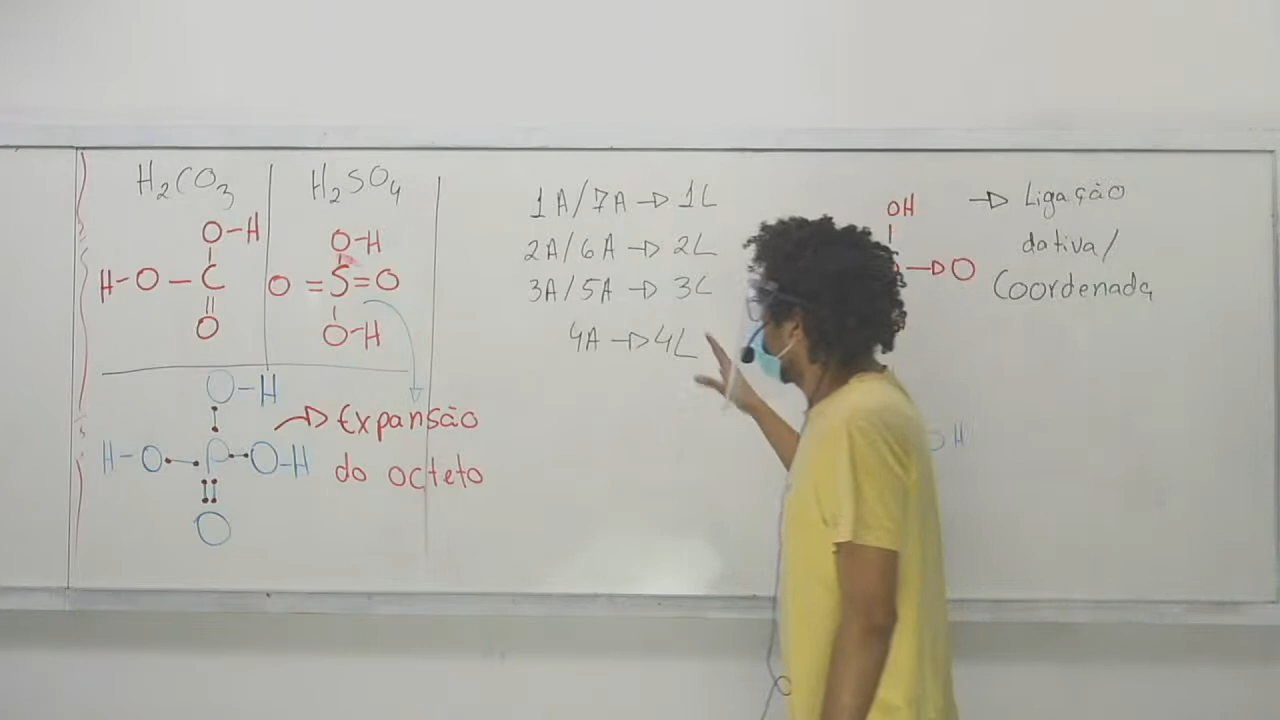 H₂CO₃
O-H
H-O-C
O
H₂SO₄
O-H
O=S=O
O-H
O-H
H-O P O-H
O
→ Expansão
do octeto
1A/7A → 1L
2A/6A → 2L
3A/5A → 3L
4A → 4L
OH
→ O
→ Ligação
dativa/
Coordenada
OH